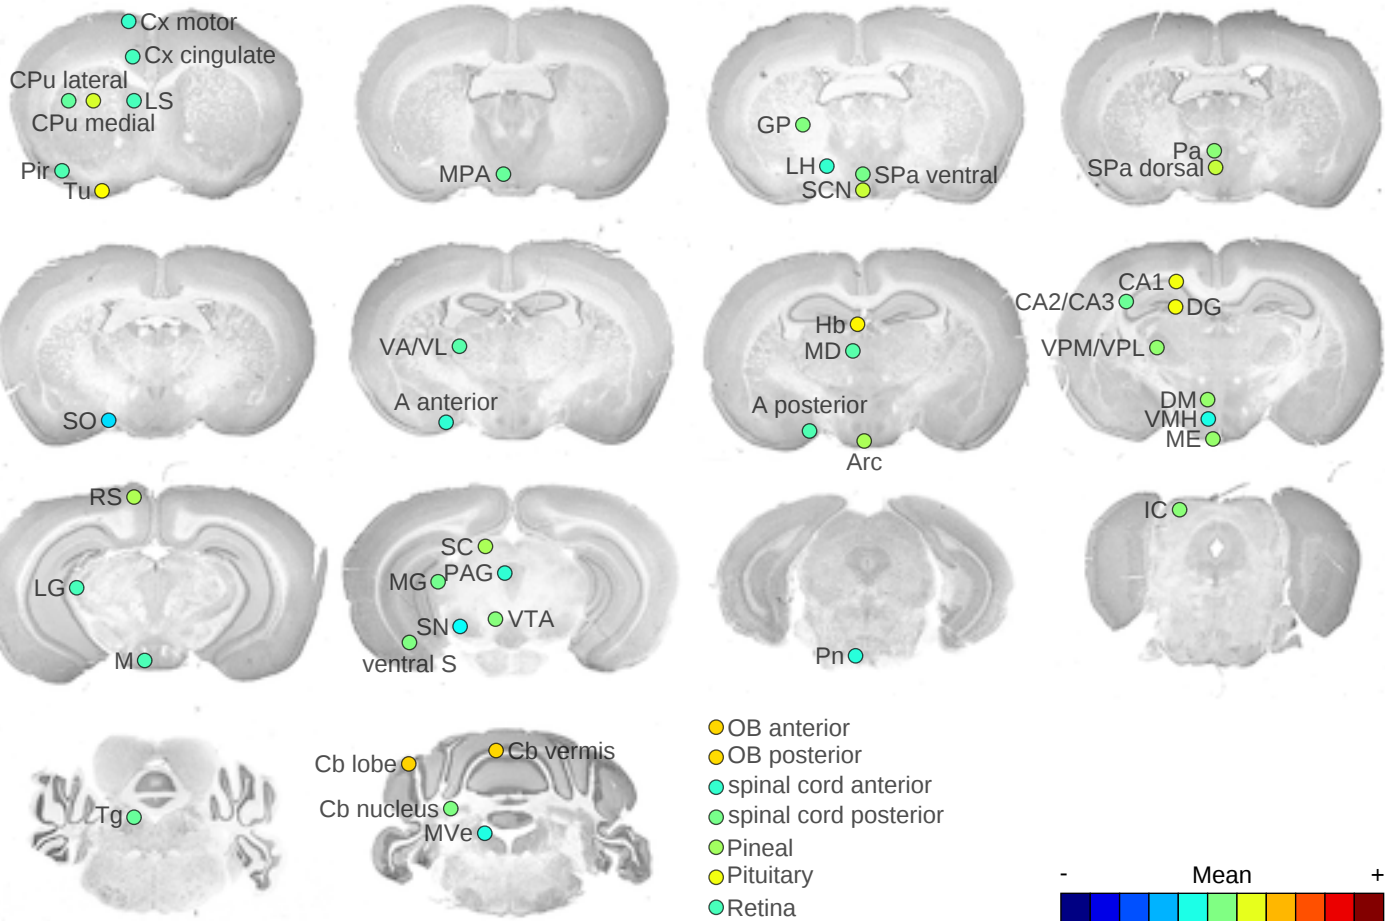 Cx motor
Cx cingulate
CPu lateral
LS
CPu medial
Pir
Tu
MPA
GP
LH
SPa ventral
SCN
Pa
SPa dorsal
SO
VA/VL
A anterior
Hb
MD
A posterior
Arc
CA1
CA2/CA3
DG
VPM/VPL
DM
VMH
ME
RS
LG
M
SC
PAG
MG
VTA
SN
ventral S
Pn
IC
Tg
Cb lobe
Cb vermis
Cb nucleus
MVe
OB anterior
OB posterior
spinal cord anterior
spinal cord posterior
Pineal
Pituitary
Retina
- Mean +